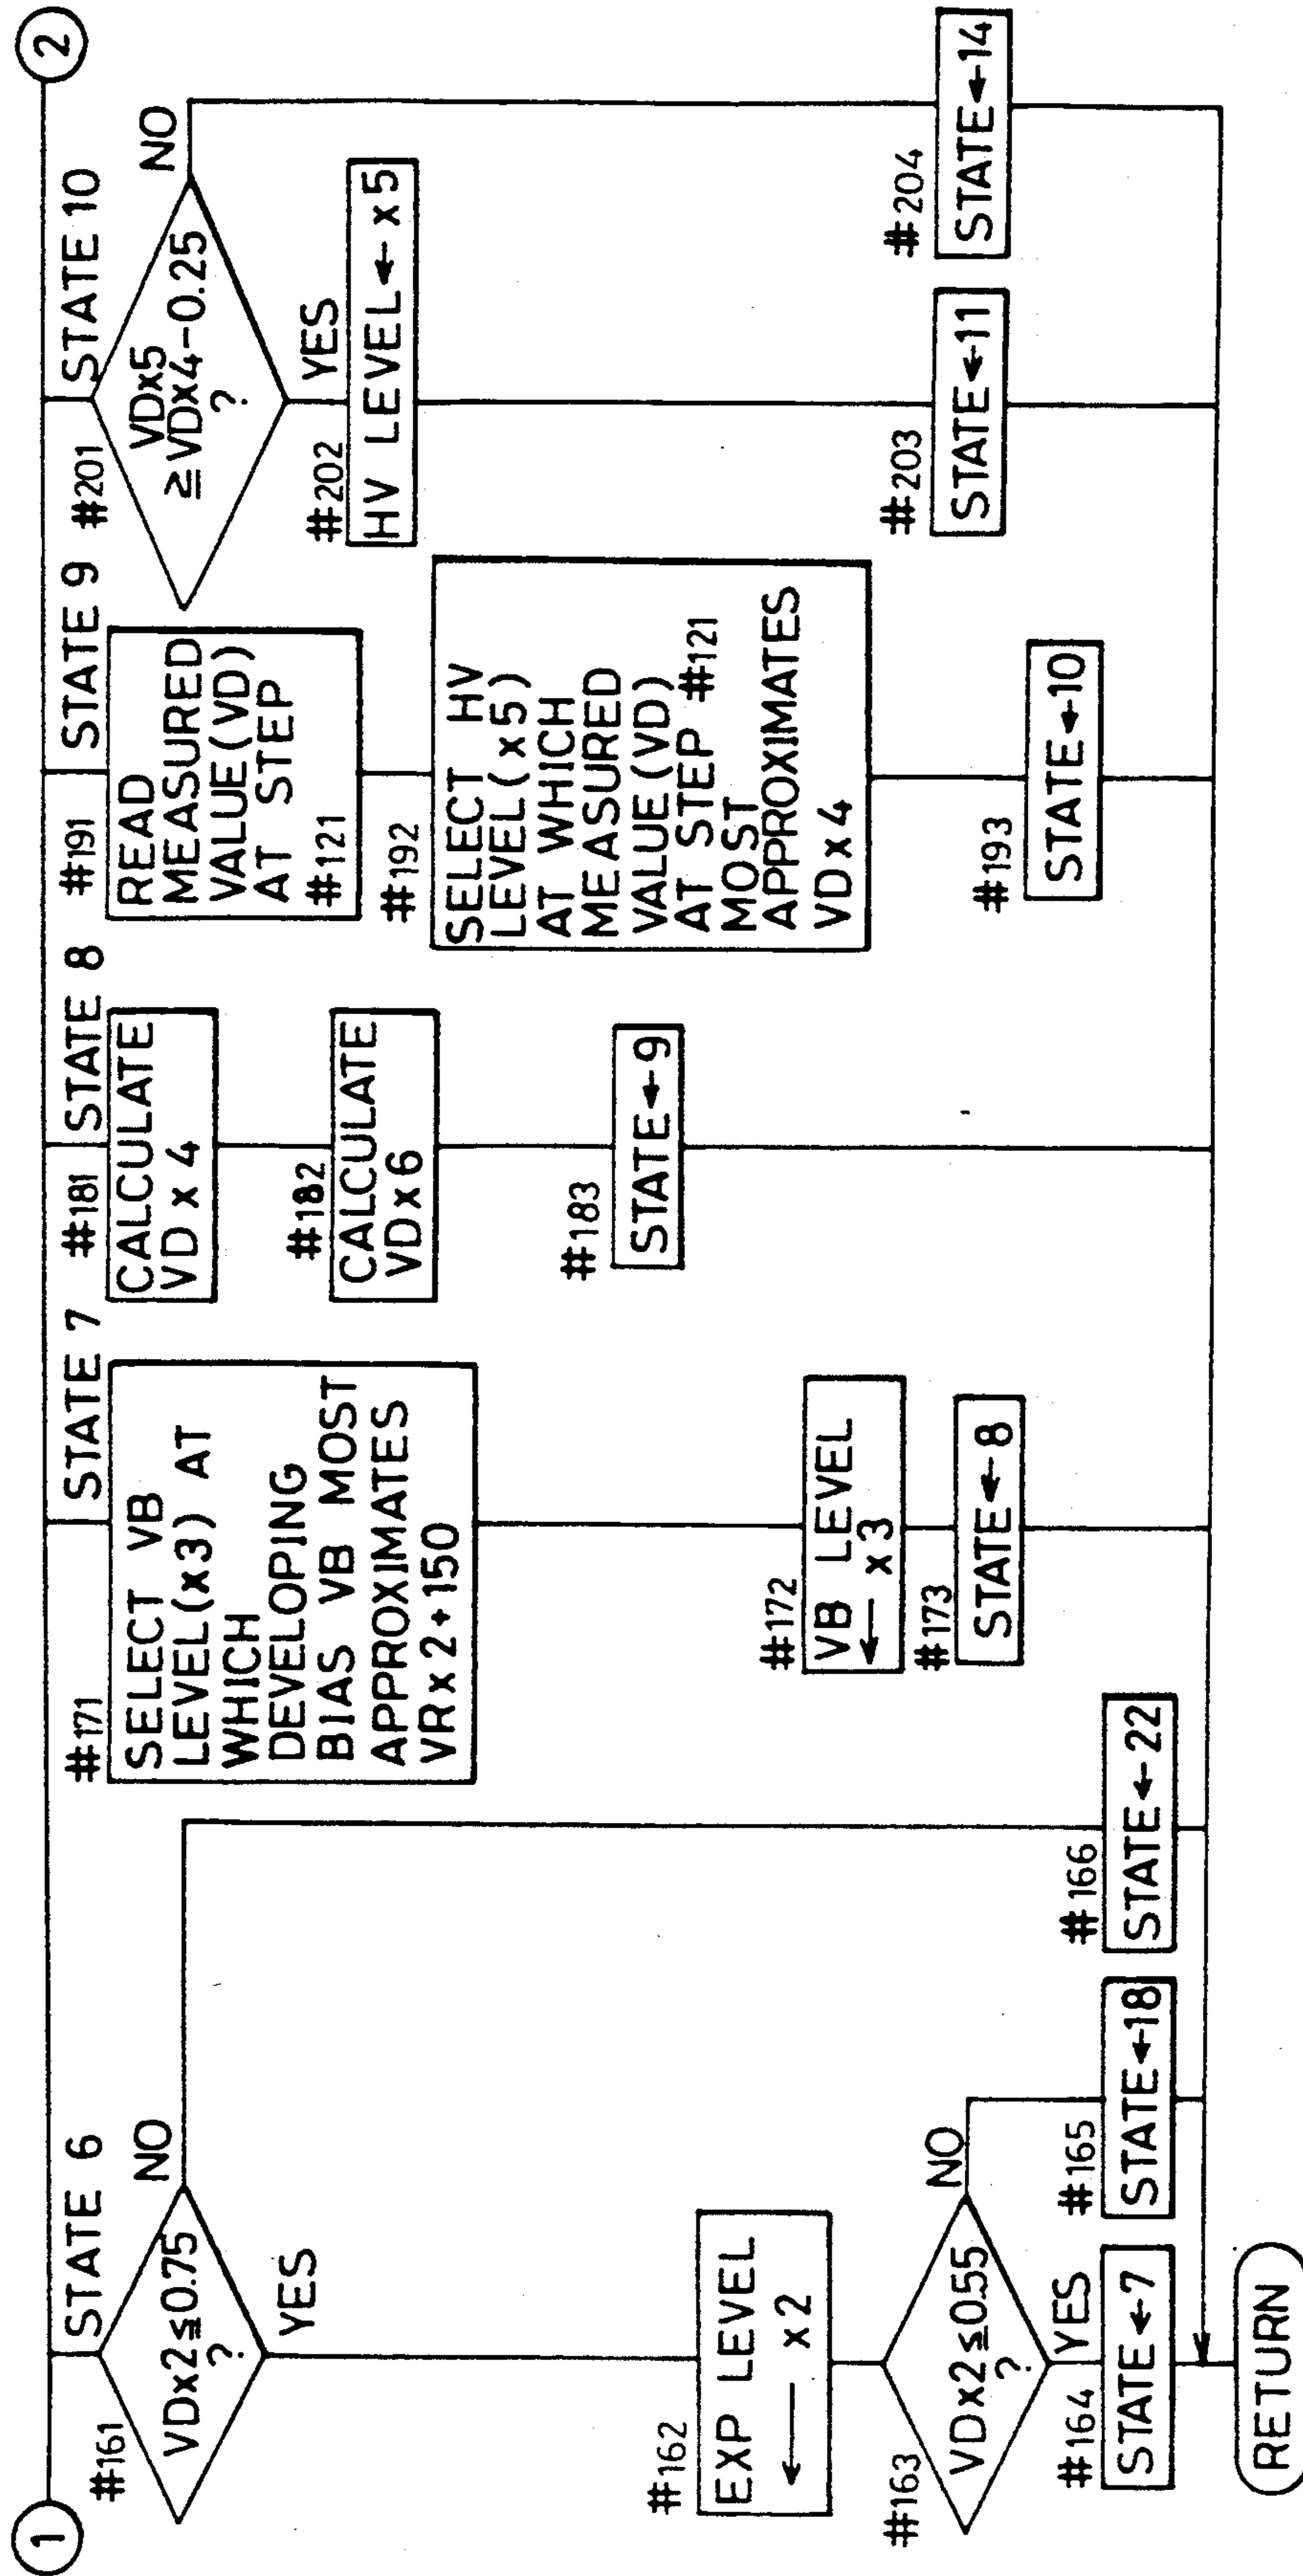 1
2
STATE 6
#161
VDx2≦0.75
?
NO
YES
#162
EXP LEVEL
← x2
#163
VDx2≦0.55
?
NO
YES
#164
STATE←7
#165
STATE←18
#166
STATE←22
RETURN
STATE 7
#171
SELECT VB
LEVEL(x3) AT
WHICH
DEVELOPING
BIAS VB MOST
APPROXIMATES
VRx2+150
#172
VB LEVEL
← x3
#173
STATE←8
STATE 8
#181
CALCULATE
VD x 4
#182
CALCULATE
VDx6
#183
STATE←9
STATE 9
#191
READ
MEASURED
VALUE(VD)
AT STEP
#121
#192
SELECT HV
LEVEL(x5)
AT WHICH
MEASURED
VALUE(VD)
AT STEP #121
MOST
APPROXIMATES
VDx4
#193
STATE←10
STATE 10
#201
VDx5
≧VDx4-0.25
?
NO
YES
#202
HV LEVEL←x5
#203
STATE←11
#204
STATE←14